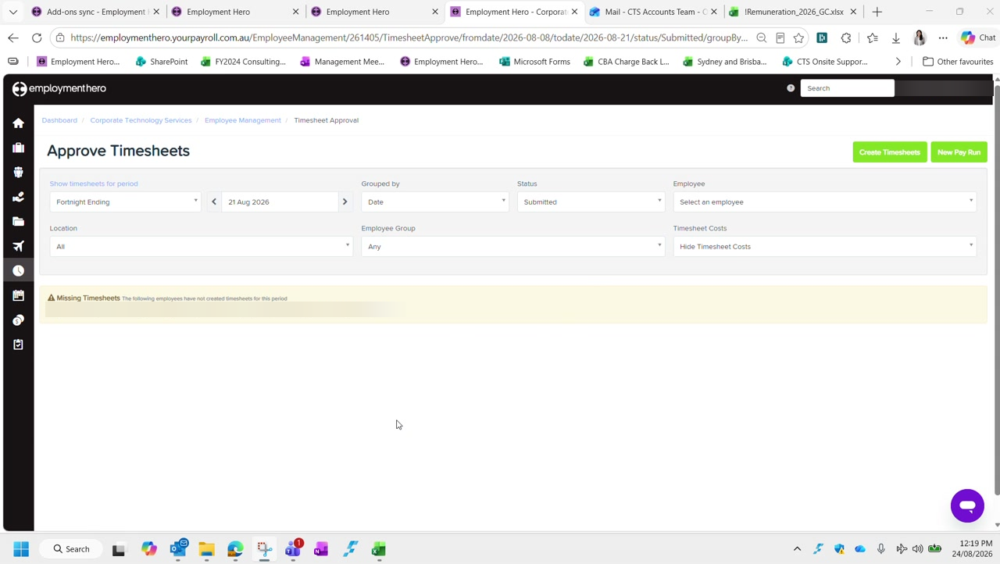 Add-ons sync - Employment H
Employment Hero
Employment Hero
Employment Hero - Corporat
Mail - CTS Accounts Team - O
!Remuneration_2026_GC.xlsx
https://employmenthero.yourpayroll.com.au/EmployeeManagement/261405/TimesheetApprove/fromdate/2026-08-08/todate/2026-08-21/status/Submitted/groupBy...
Chat
Employment Hero...
SharePoint
FY2024 Consulting...
Management Mee...
Employment Hero...
Microsoft Forms
CBA Charge Back L...
Sydney and Brisba...
CTS Onsite Suppor...
Other favourites
employmenthero
Search
Dashboard / Corporate Technology Services / Employee Management / Timesheet Approval
Approve Timesheets
Create Timesheets
New Pay Run
Show timesheets for period
Grouped by
Status
Employee
Fortnight Ending
21 Aug 2026
Date
Submitted
Select an employee
Location
Employee Group
Timesheet Costs
All
Any
Hide Timesheet Costs
Missing Timesheets The following employees have not created timesheets for this period
Search
1
12:19 PM
24/08/2026